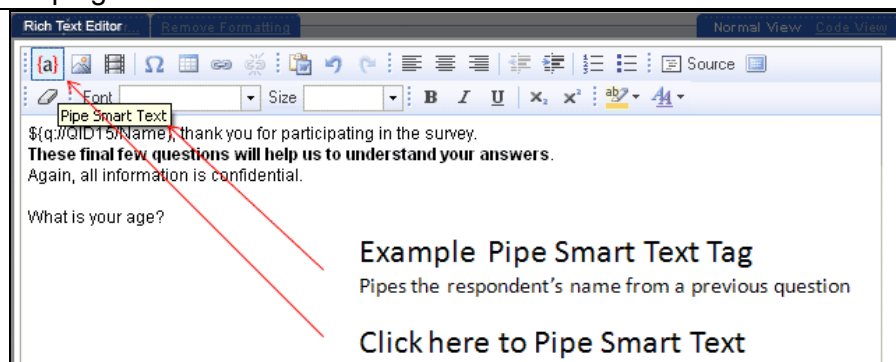 Rich Text Editor... Remove Formatting Normal View Code View
{a} Ω Source
Font Size B I U X₂ X² ab A
Pipe Smart Text
${q://QID15/Name}, thank you for participating in the survey.
These final few questions will help us to understand your answers.
Again, all information is confidential.
What is your age?
Example Pipe Smart Text Tag
Pipes the respondent's name from a previous question
Click here to Pipe Smart Text